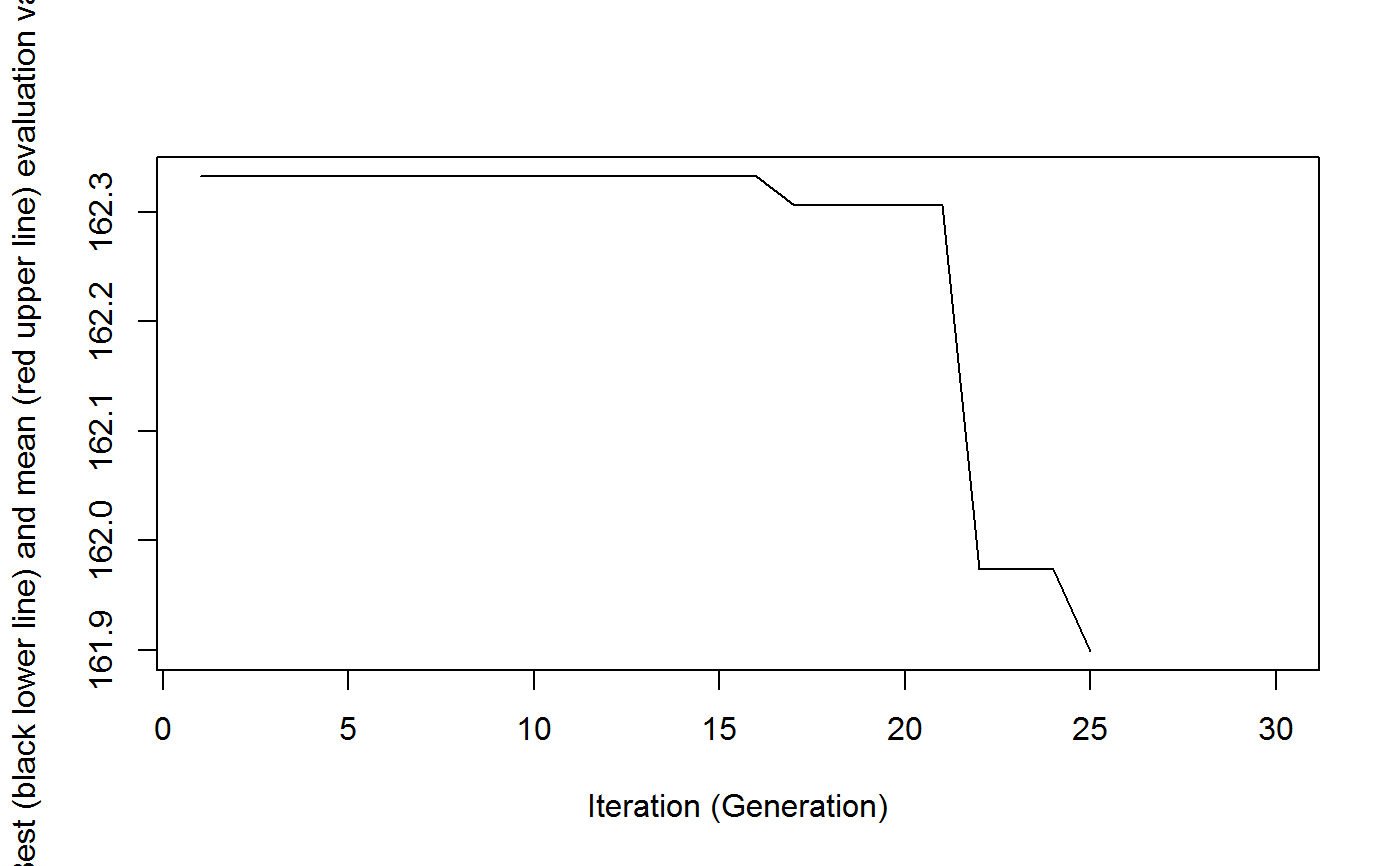 Best (black lower line) and mean (red upper line) evaluation va
162.3
162.2
162.1
162.0
161.9
0 5 10 15 20 25 30
Iteration (Generation)